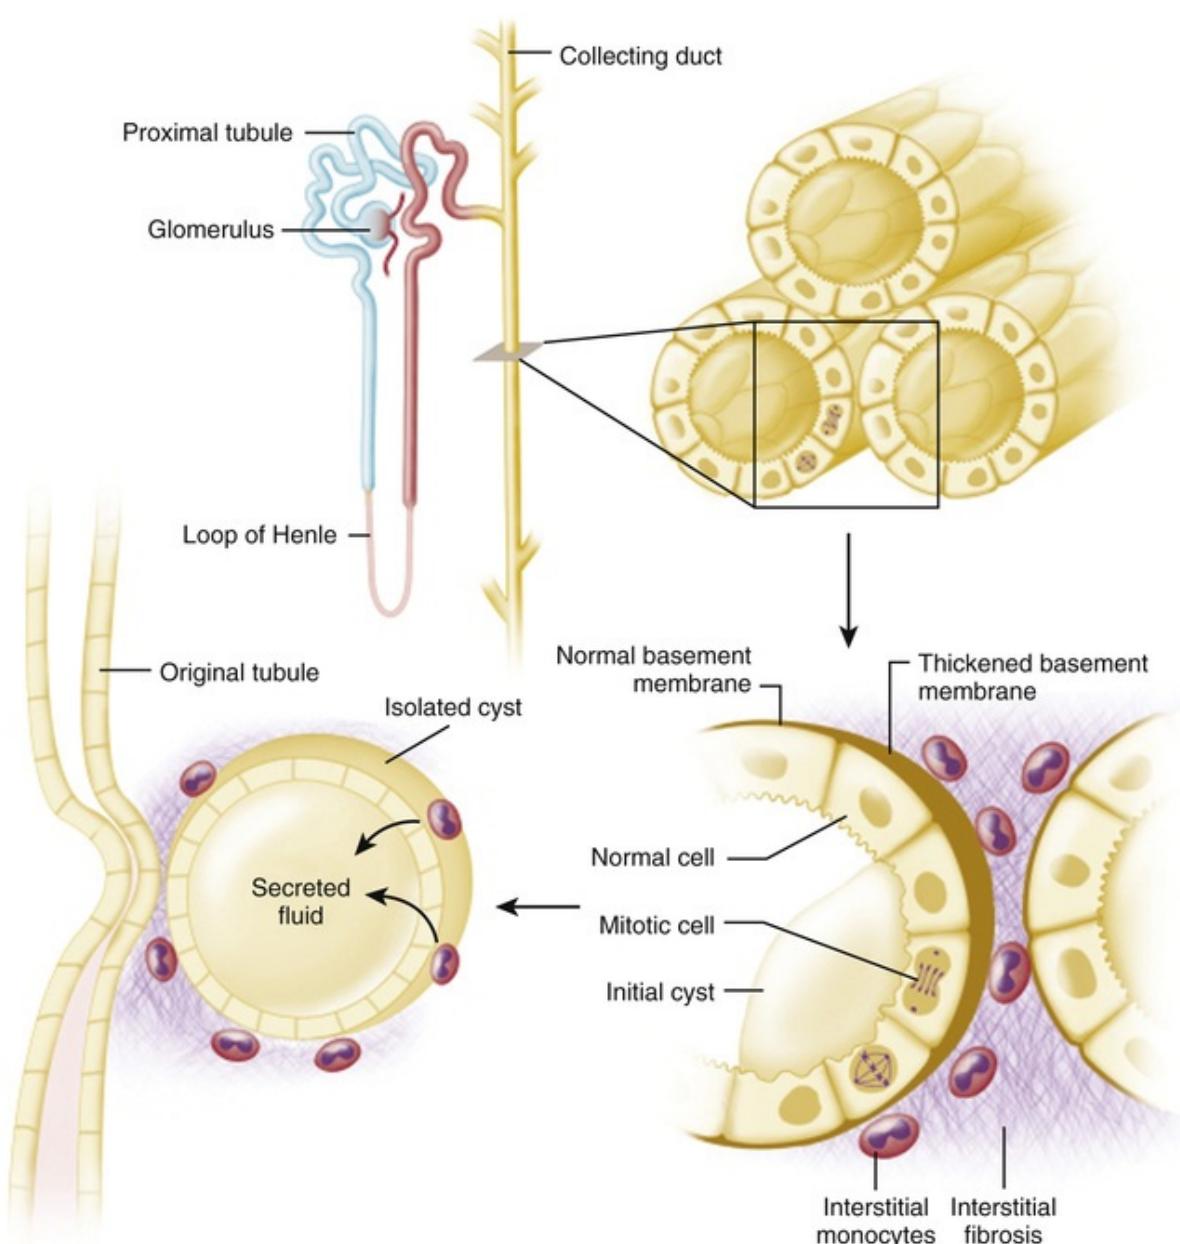 Collecting duct
Proximal tubule
Glomerulus
Loop of Henle
Original tubule
Isolated cyst
Secreted
fluid
Normal basement
membrane
Thickened basement
membrane
Normal cell
Mitotic cell
Initial cyst
Interstitial
monocytes
Interstitial
fibrosis